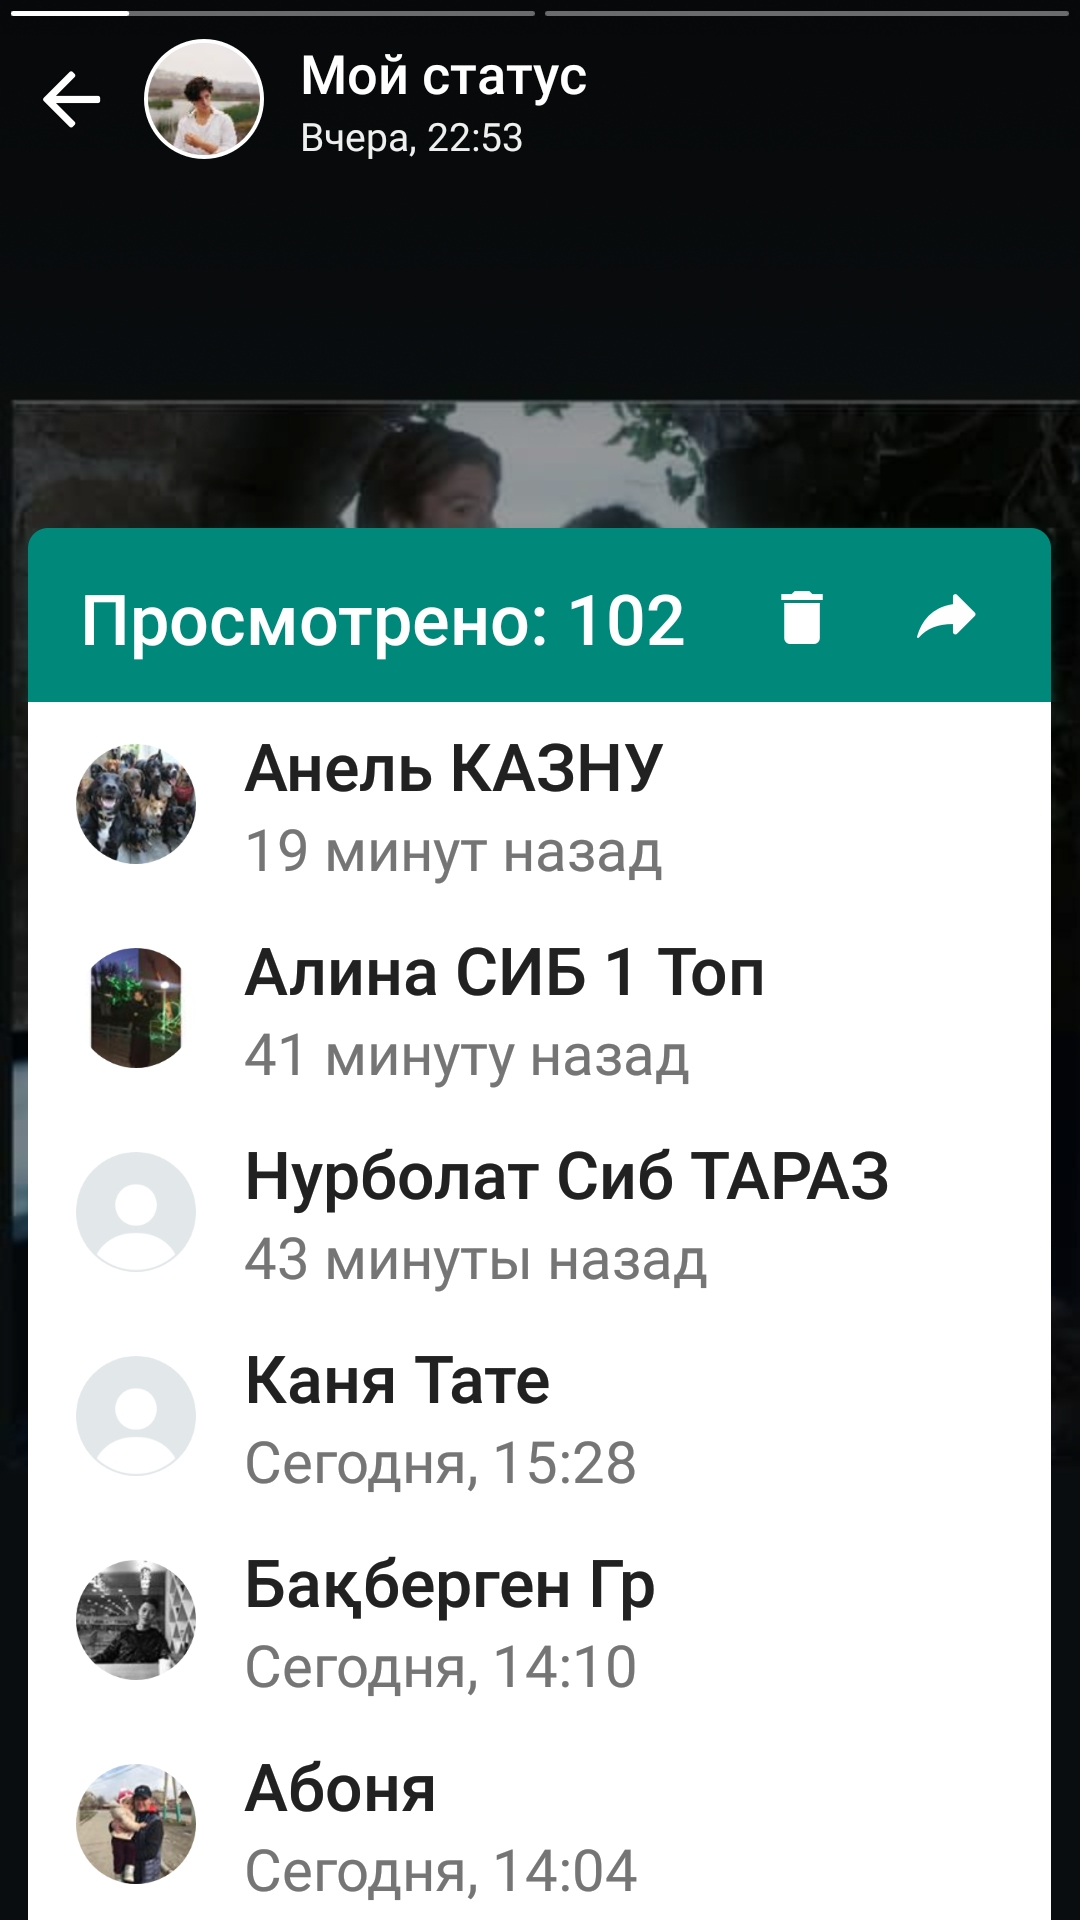 Мой статус
Вчера, 22:53
Просмотрено: 102
Анель КАЗНУ
19 минут назад
Алина СИБ 1 Топ
41 минуту назад
Нурболат Сиб ТАРАЗ
43 минуты назад
Каня Тате
Сегодня, 15:28
Бақберген Гр
Сегодня, 14:10
Абоня
Сегодня, 14:04